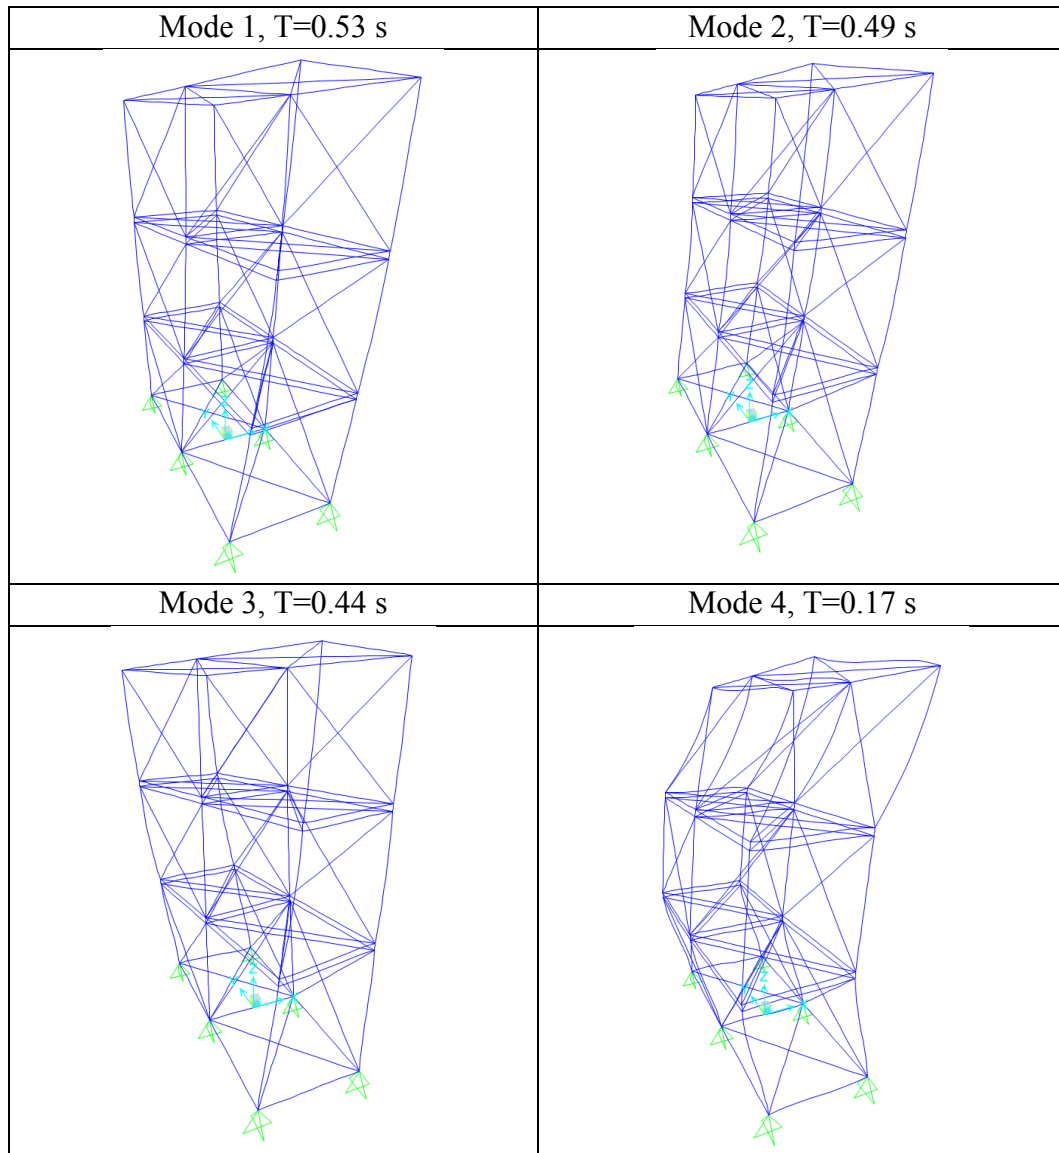 Mode 1, T=0.53 s
Mode 2, T=0.49 s
Z
Z
Mode 3, T=0.44 s
Mode 4, T=0.17 s
Z
Z